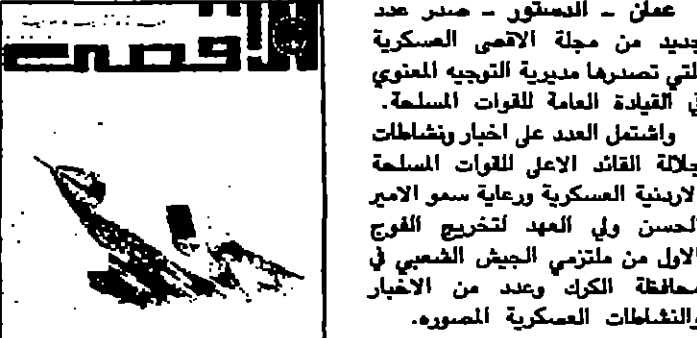 الاقصى
عمان - الدستور - صدر عدد
جديد من مجلة الاقصى العسكرية
التي تصدرها مديرية التوجيه المعنوي
في القيادة العامة للقوات المسلحة.
واشتمل العدد على اخبار ونشاطات
جلالة القائد الاعلى للقوات المسلحة
الاردنية العسكرية ورعاية سمو الامير
الحسن ولي العهد لتخريج الفوج
الاول من ملتزمي الجيش الشعبي في
محافظة الكرك وعدد من الاخبار
والنشاطات العسكرية المصوره.